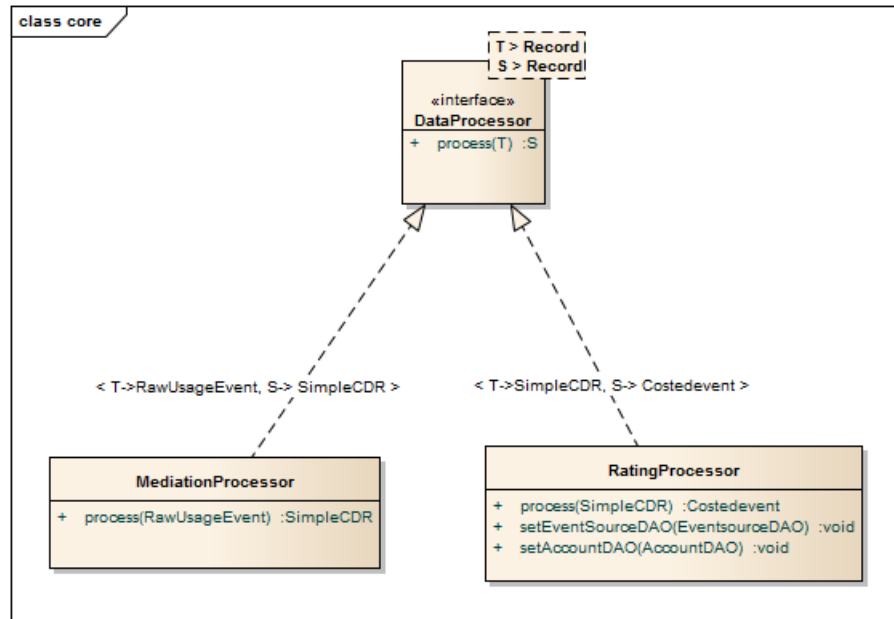 class core
T > Record
S > Record
«interface»
DataProcessor
+ process(T) :S
< T->RawUsageEvent, S-> SimpleCDR >
< T->SimpleCDR, S-> Costedevent >
MediationProcessor
+ process(RawUsageEvent) :SimpleCDR
RatingProcessor
+ process(SimpleCDR) :Costedevent
+ setEventSourceDAO(EventsourceDAO) :void
+ setAccountDAO(AccountDAO) :void